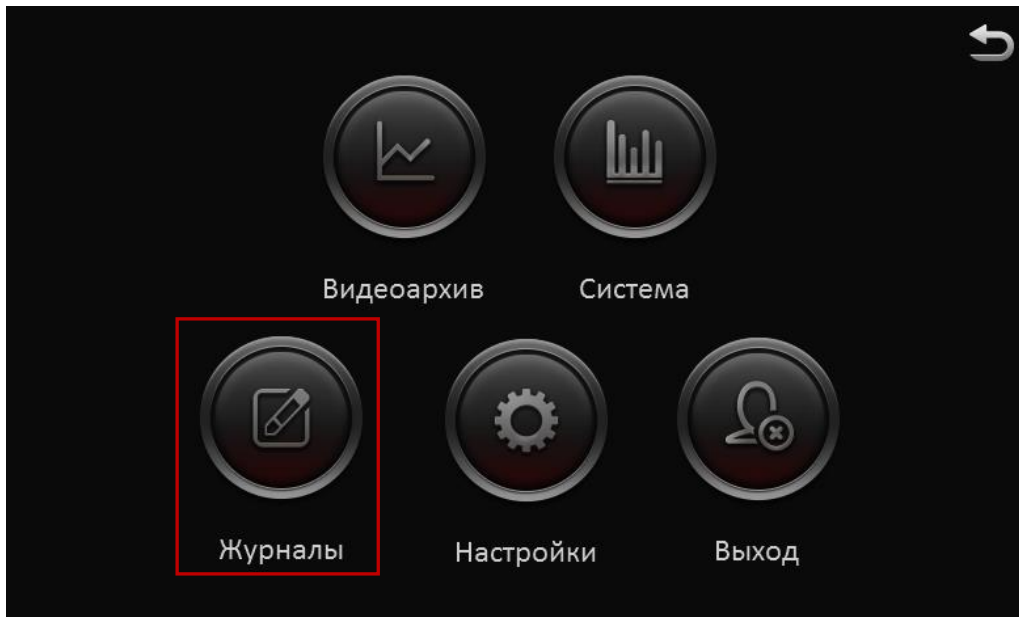 Видеоархив
Система
Журналы
Настройки
Выход